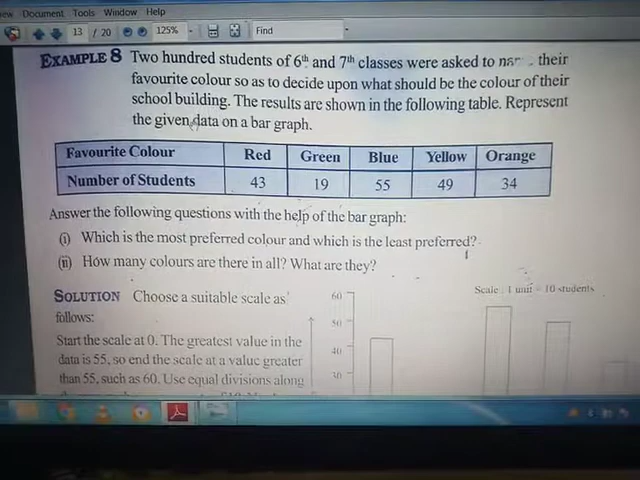 Document Tools Window Help
13 / 20 125% Find
EXAMPLE 8 Two hundred students of 6th and 7th classes were asked to their
favourite colour so as to decide upon what should be the colour of their
school building. The results are shown in the following table. Represent
the given data on a bar graph.
Favourite Colour Red Green Blue Yellow Orange
Number of Students 43 19 55 49 34
Answer the following questions with the help of the bar graph:
(i) Which is the most preferred colour and which is the least preferred?
(ii) How many colours are there in all? What are they?
SOLUTION Choose a suitable scale as
follows:
Start the scale at 0. The greatest value in the
data is 55, so end the scale at a value greater
than 55, such as 60. Use equal divisions along
60
50
40
30
Scale : 1 unit = 10 students